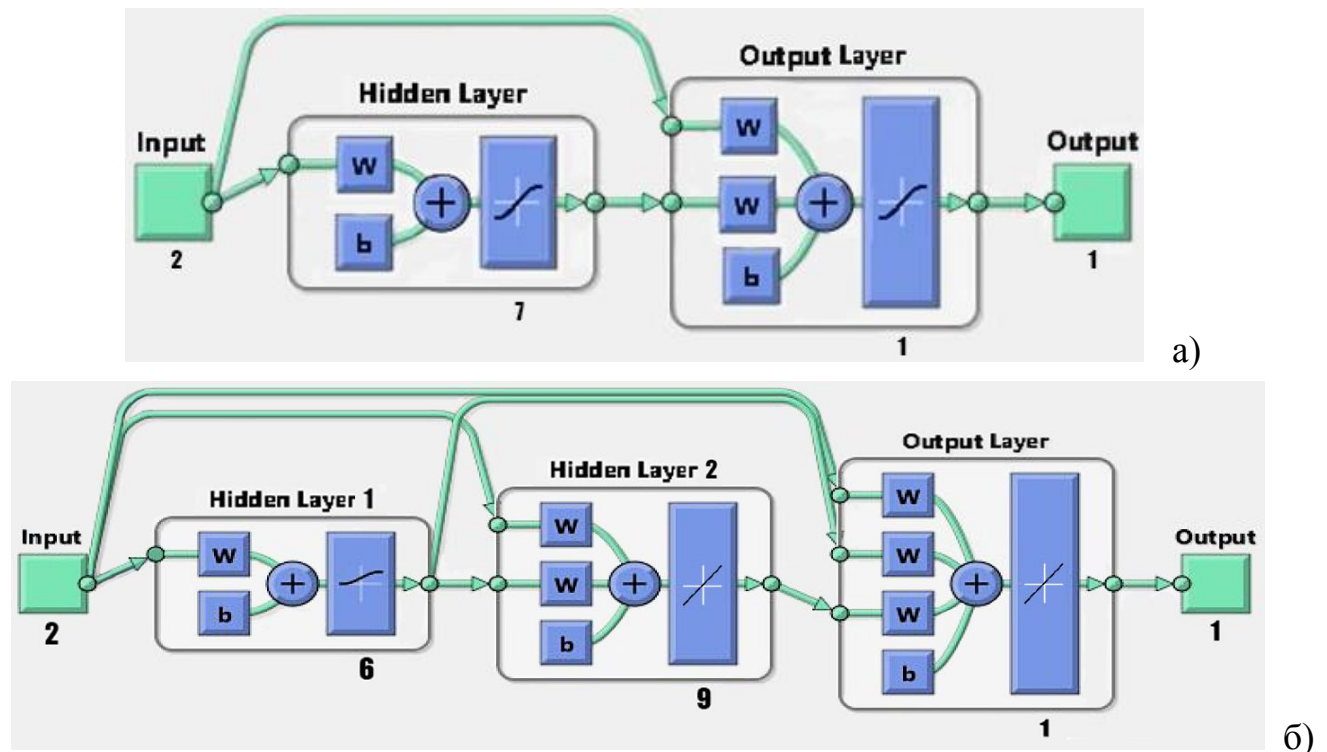 Output Layer
Hidden Layer
Input
Output
W
W
W
b
b
2
7
1
1
а)
Output Layer
Hidden Layer 2
Hidden Layer 1
Input
Output
W
W
W
W
W
W
b
b
b
2
6
9
1
1
б)